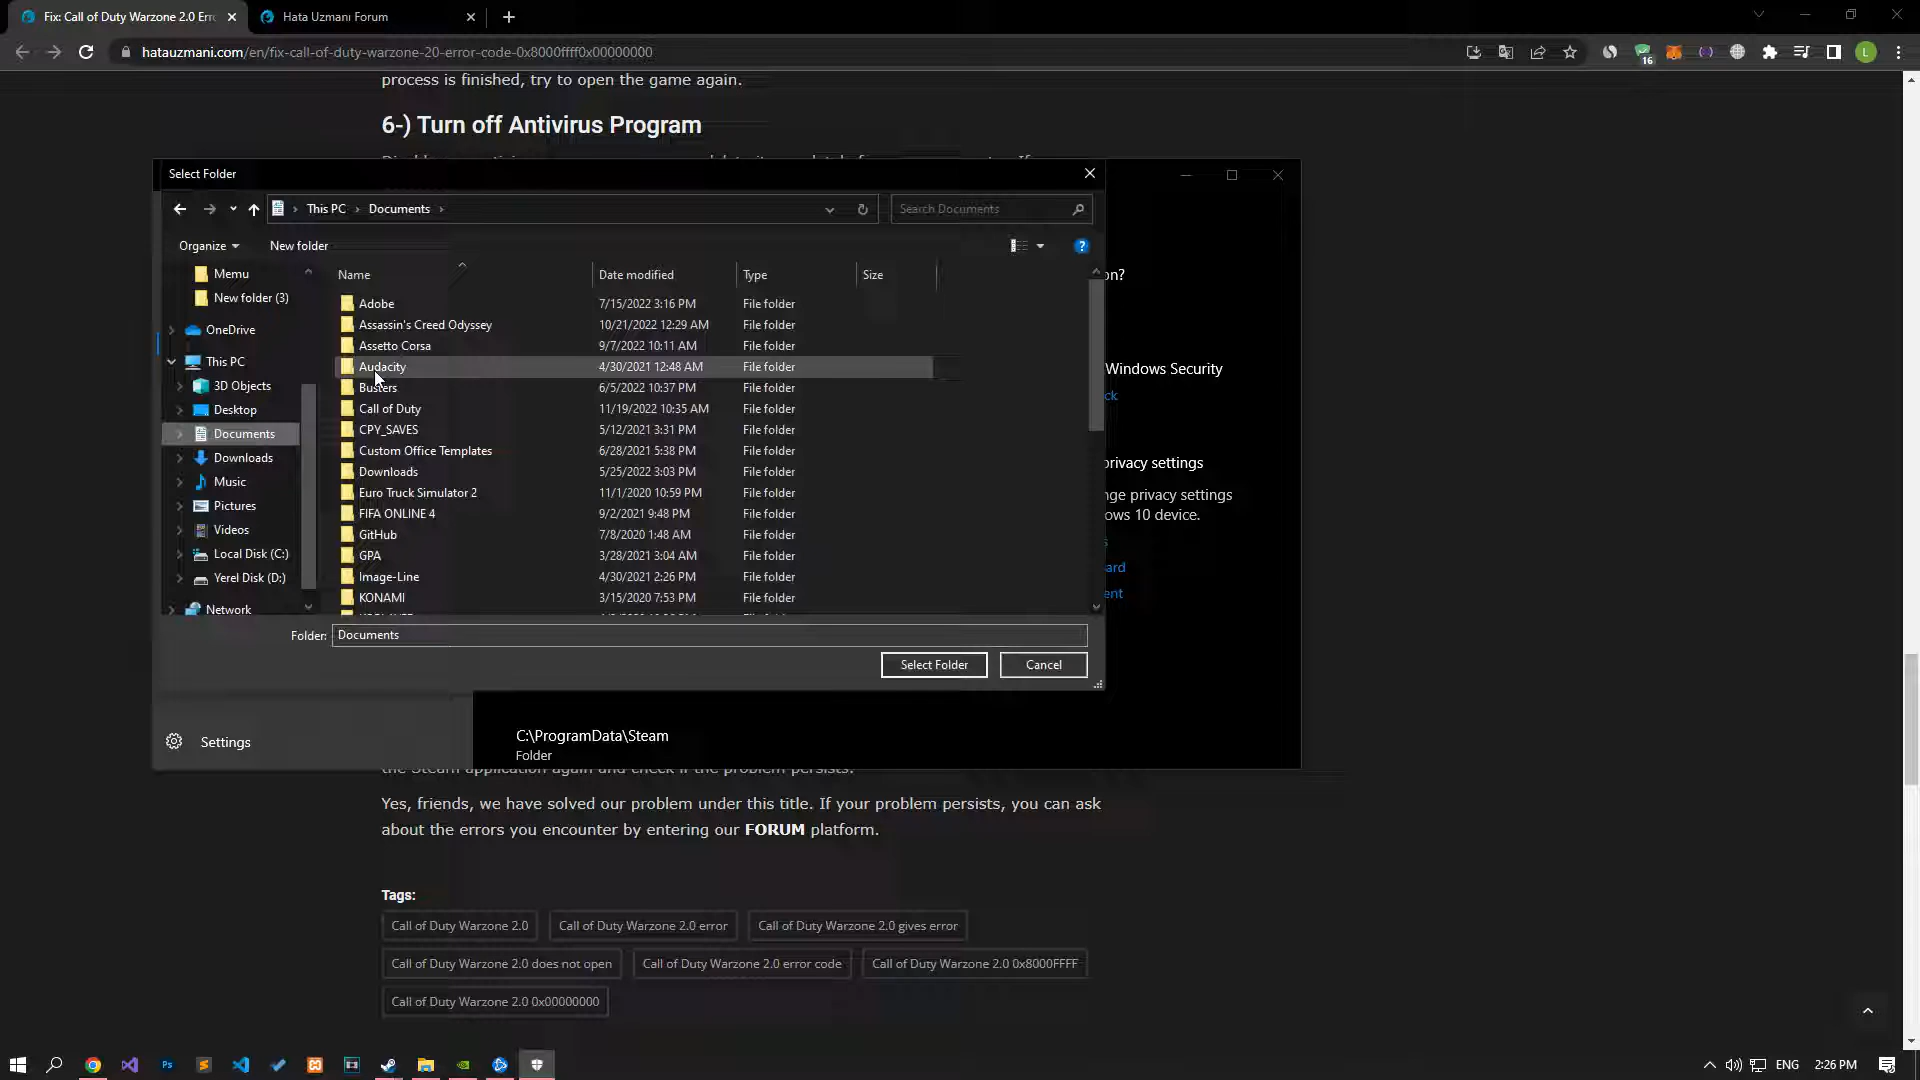 Fix: Call of Duty Warzone 2.0 Err
Hata Uzmani Forum
hatauzmani.com/en/fix-call-of-duty-warzone-20-error-code-0x8000ffff0x00000000
16
L
process is finished, try to open the game again.
6-) Turn off Antivirus Program
Select Folder
This PC
Documents
Search Documents
Organize
New folder
Memu
New folder (3)
OneDrive
This PC
3D Objects
Desktop
Documents
Downloads
Music
Pictures
Videos
Local Disk (C:)
Yerel Disk (D:)
Network
Name Date modified Type Size
Adobe 7/15/2022 3:16 PM File folder
Assassin's Creed Odyssey 10/21/2022 12:29 AM File folder
Assetto Corsa 9/7/2022 10:11 AM File folder
Audacity 4/30/2021 12:48 AM File folder
Busters 6/5/2022 10:37 PM File folder
Call of Duty 11/19/2022 10:35 AM File folder
CPY_SAVES 5/12/2021 3:31 PM File folder
Custom Office Templates 6/28/2021 5:38 PM File folder
Downloads 5/25/2022 3:03 PM File folder
Euro Truck Simulator 2 11/1/2020 10:59 PM File folder
FIFA ONLINE 4 9/2/2021 9:48 PM File folder
GitHub 7/8/2020 1:48 AM File folder
GPA 3/28/2021 3:04 AM File folder
Image-Line 4/30/2021 2:26 PM File folder
KONAMI 3/15/2020 7:53 PM File folder
Folder: Documents
Select Folder
Cancel
on?
Windows Security
ck
privacy settings
nge privacy settings
ows 10 device.
s
ard
ent
Settings
C:\ProgramData\Steam
Folder
the Steam application again and check if the problem persists.
Yes, friends, we have solved our problem under this title. If your problem persists, you can ask
about the errors you encounter by entering our FORUM platform.
Tags:
Call of Duty Warzone 2.0
Call of Duty Warzone 2.0 error
Call of Duty Warzone 2.0 gives error
Call of Duty Warzone 2.0 does not open
Call of Duty Warzone 2.0 error code
Call of Duty Warzone 2.0 0x8000FFFF
Call of Duty Warzone 2.0 0x00000000
ENG
2:26 PM